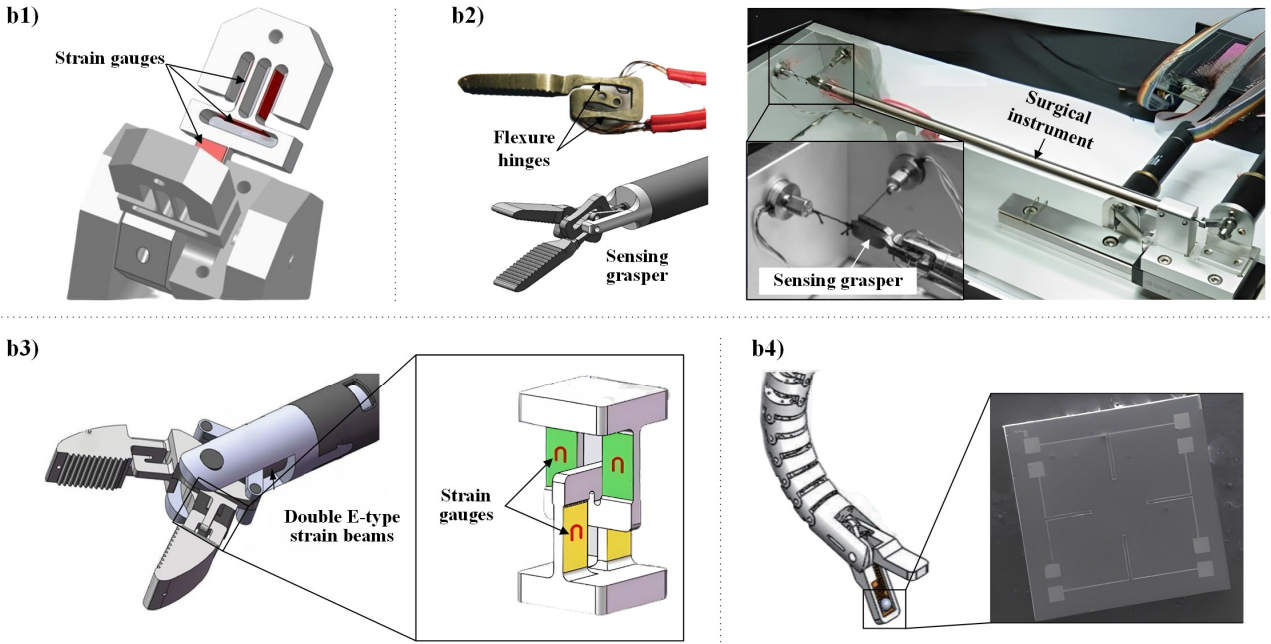 b1)
Strain gauges
b2)
Flexure
hinges
Sensing
grasper
Surgical
instrument
Sensing grasper
b3)
Double E-type
strain beams
Strain
gauges
b4)